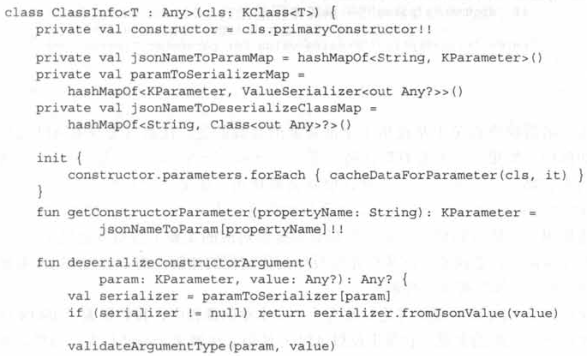 class ClassInfo<T : Any>(cls: KClass<T>) {
    private val constructor = cls.primaryConstructor!!
    private val jsonNameToParamMap = hashMapOf<String, KParameter>()
    private val paramToSerializerMap =
        hashMapOf<KParameter, ValueSerializer<out Any?>>()
    private val jsonNameToDeserializeClassMap =
        hashMapOf<String, Class<out Any>?>()
    init {
        constructor.parameters.forEach { cacheDataForParameter(cls, it) }
    }
    fun getConstructorParameter(propertyName: String): KParameter =
            jsonNameToParam[propertyName]!!
    fun deserializeConstructorArgument(
            param: KParameter, value: Any?): Any? {
        val serializer = paramToSerializer[param]
        if (serializer != null) return serializer.fromJsonValue(value)
        validateArgumentType(param, value)